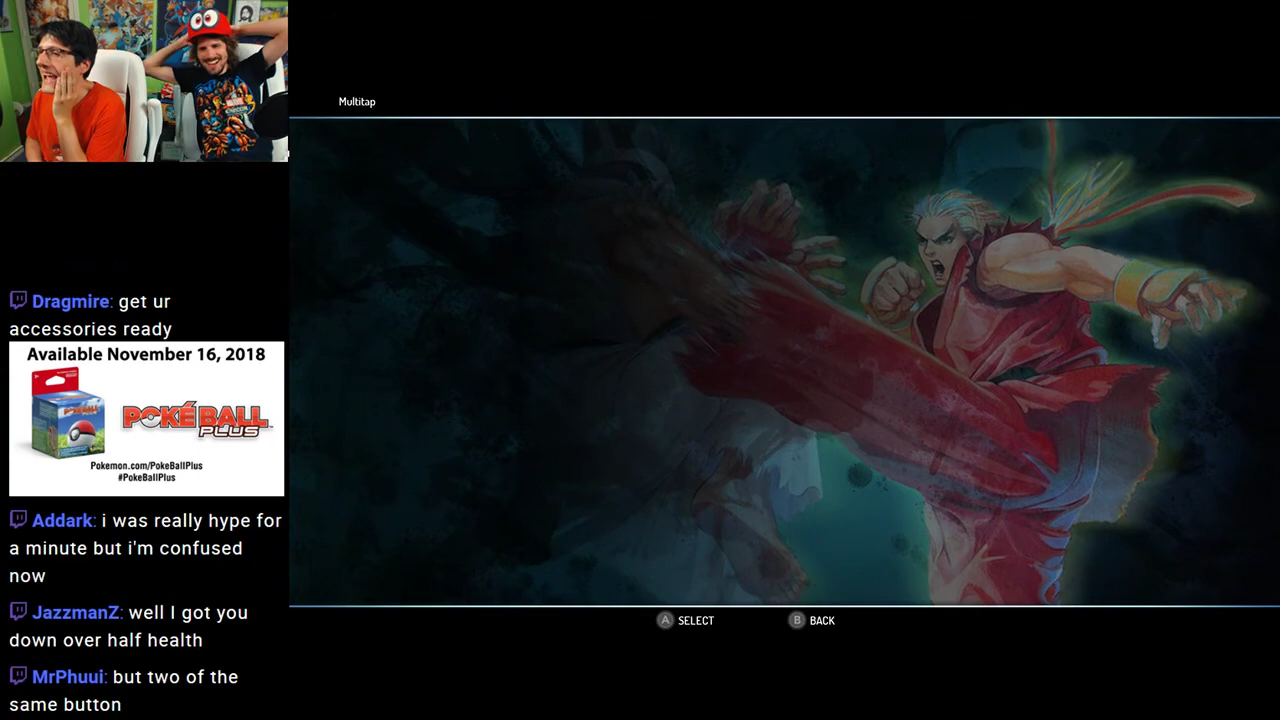 Multitap
Dragmire: get ur
accessories ready
Available November 16, 2018
POKÉ BALL
PLUS
Pokemon.com/PokeBallPlus
#PokeBallPlus
Addark: i was really hype for
a minute but i'm confused
now
JazzmanZ: well I got you
down over half health
MrPhuui: but two of the
same button
A SELECT B BACK